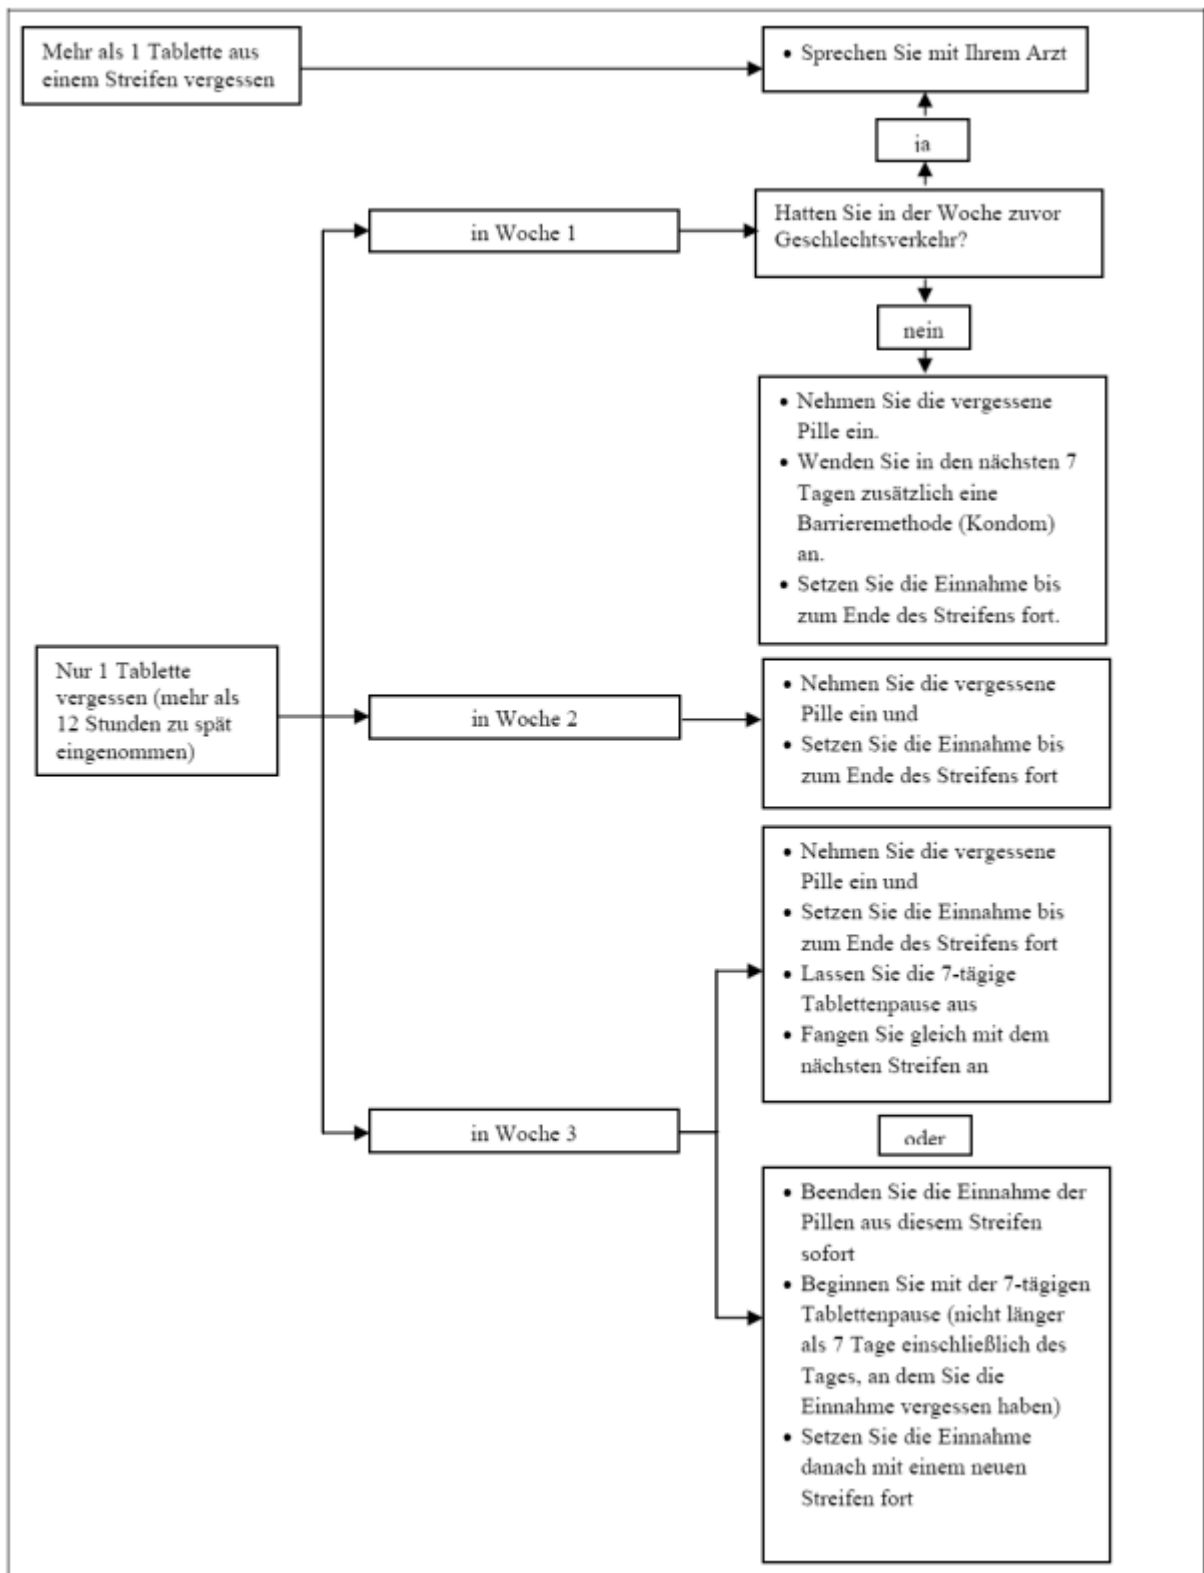 Mehr als 1 Tablette aus
einem Streifen vergessen
• Sprechen Sie mit Ihrem Arzt
ja
in Woche 1
Hatten Sie in der Woche zuvor
Geschlechtsverkehr?
nein
• Nehmen Sie die vergessene
Pille ein.
• Wenden Sie in den nächsten 7
Tagen zusätzlich eine
Barrieremethode (Kondom)
an.
• Setzen Sie die Einnahme bis
zum Ende des Streifens fort.
Nur 1 Tablette
vergessen (mehr als
12 Stunden zu spät
eingenommen)
in Woche 2
• Nehmen Sie die vergessene
Pille ein und
• Setzen Sie die Einnahme bis
zum Ende des Streifens fort
• Nehmen Sie die vergessene
Pille ein und
• Setzen Sie die Einnahme bis
zum Ende des Streifens fort
• Lassen Sie die 7-tägige
Tablettenpause aus
• Fangen Sie gleich mit dem
nächsten Streifen an
in Woche 3
oder
• Beenden Sie die Einnahme der
Pillen aus diesem Streifen
sofort
• Beginnen Sie mit der 7-tägigen
Tablettenpause (nicht länger
als 7 Tage einschließlich des
Tages, an dem Sie die
Einnahme vergessen haben)
• Setzen Sie die Einnahme
danach mit einem neuen
Streifen fort